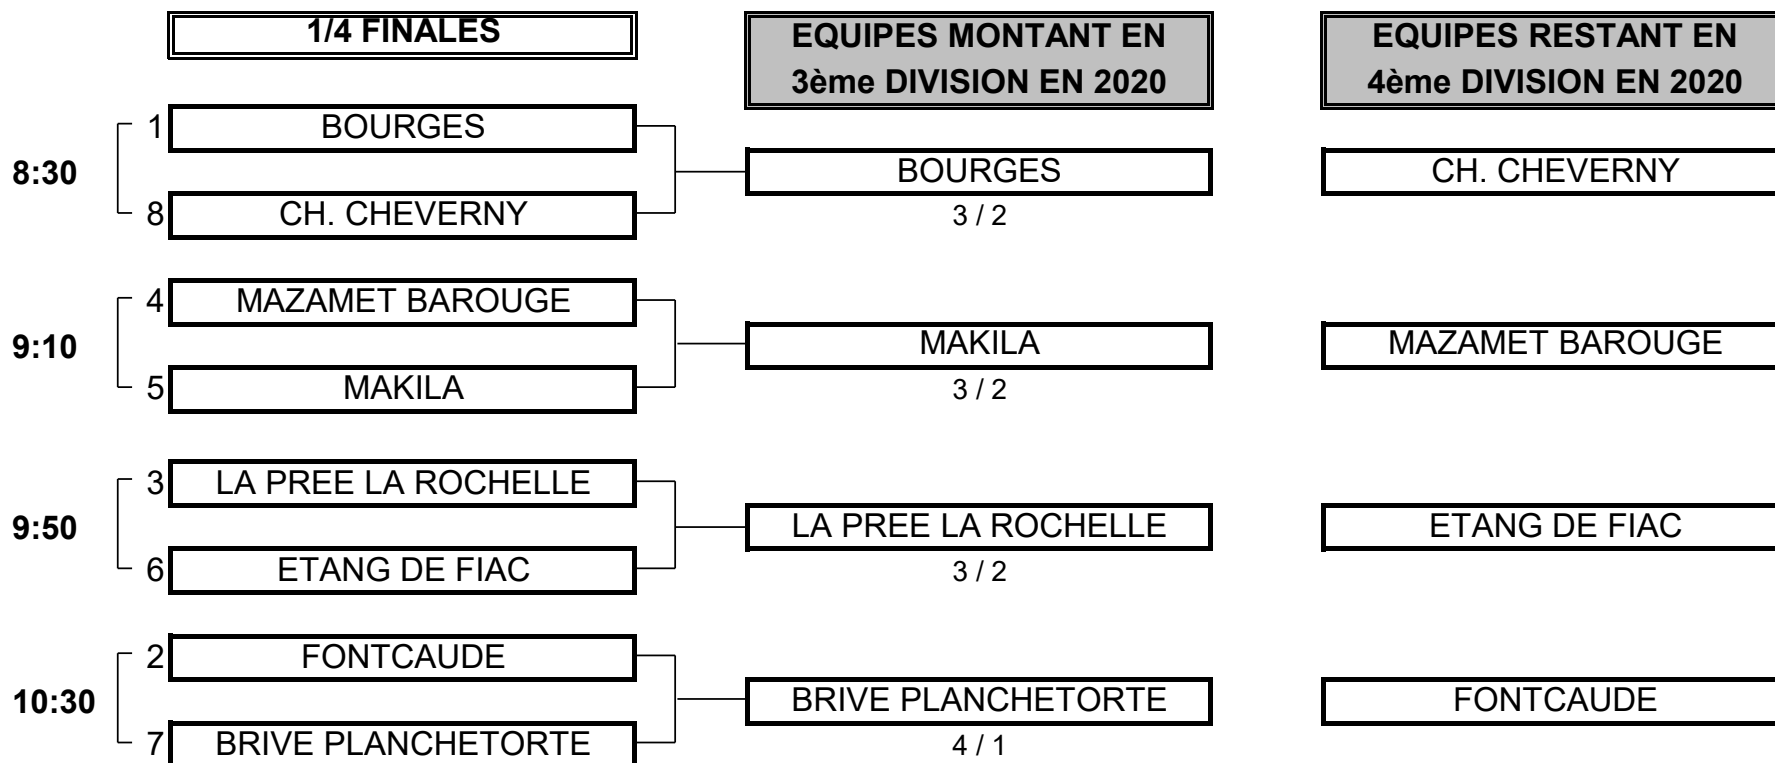 1/4 FINALES
EQUIPES MONTANT EN
3ème DIVISION EN 2020
EQUIPES RESTANT EN
4ème DIVISION EN 2020
8:30
1 BOURGES
8 CH. CHEVERNY
BOURGES
3 / 2
CH. CHEVERNY
9:10
4 MAZAMET BAROUGE
5 MAKILA
MAKILA
3 / 2
MAZAMET BAROUGE
9:50
3 LA PREE LA ROCHELLE
6 ETANG DE FIAC
LA PREE LA ROCHELLE
3 / 2
ETANG DE FIAC
10:30
2 FONTCAUDE
7 BRIVE PLANCHETORTE
BRIVE PLANCHETORTE
4 / 1
FONTCAUDE